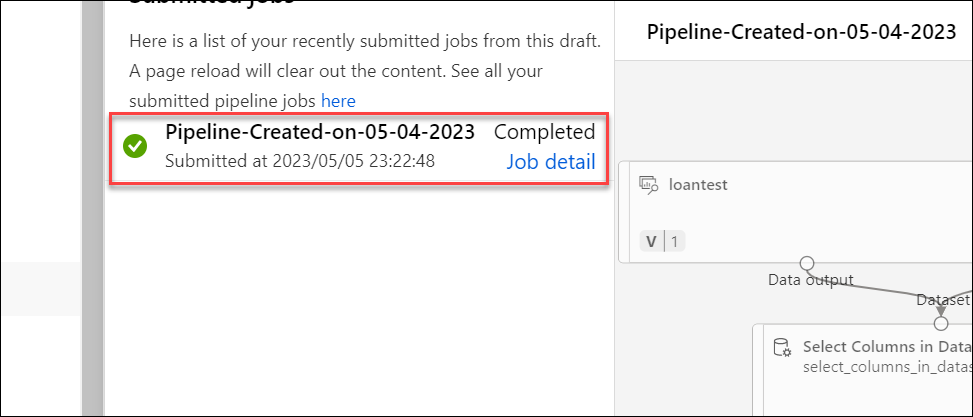 Submitted jobs
Here is a list of your recently submitted jobs from this draft.
A page reload will clear out the content. See all your
submitted pipeline jobs here
Pipeline-Created-on-05-04-2023 Completed
Submitted at 2023/05/05 23:22:48 Job detail
Pipeline-Created-on-05-04-2023
loantest
V 1
Data output
Dataset
Select Columns in Data
select_columns_in_datas